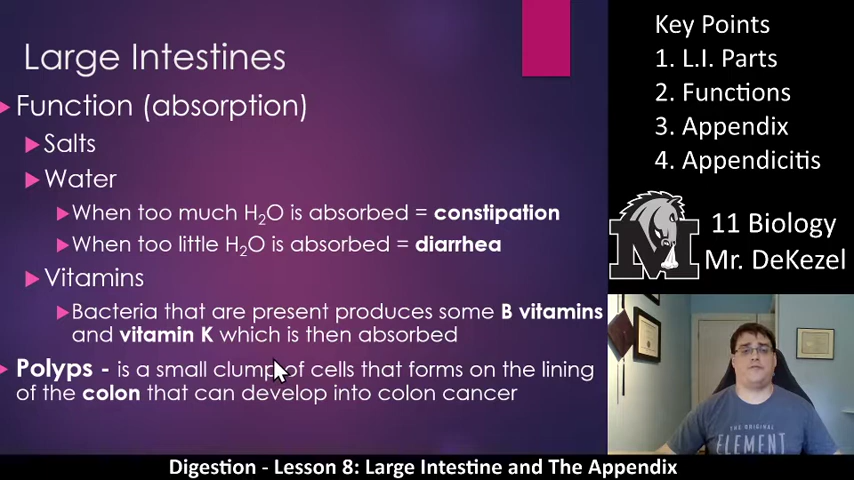 Large Intestines
Function (absorption)
Salts
Water
When too much H₂O is absorbed = constipation
When too little H₂O is absorbed = diarrhea
Vitamins
Bacteria that are present produces some B vitamins
and vitamin K which is then absorbed
Polyps - is a small clump of cells that forms on the lining
of the colon that can develop into colon cancer
Key Points
1. L.I. Parts
2. Functions
3. Appendix
4. Appendicitis
M
11 Biology
Mr. DeKezel
THE ORIGINAL
ELEMENT
Digestion - Lesson 8: Large Intestine and The Appendix